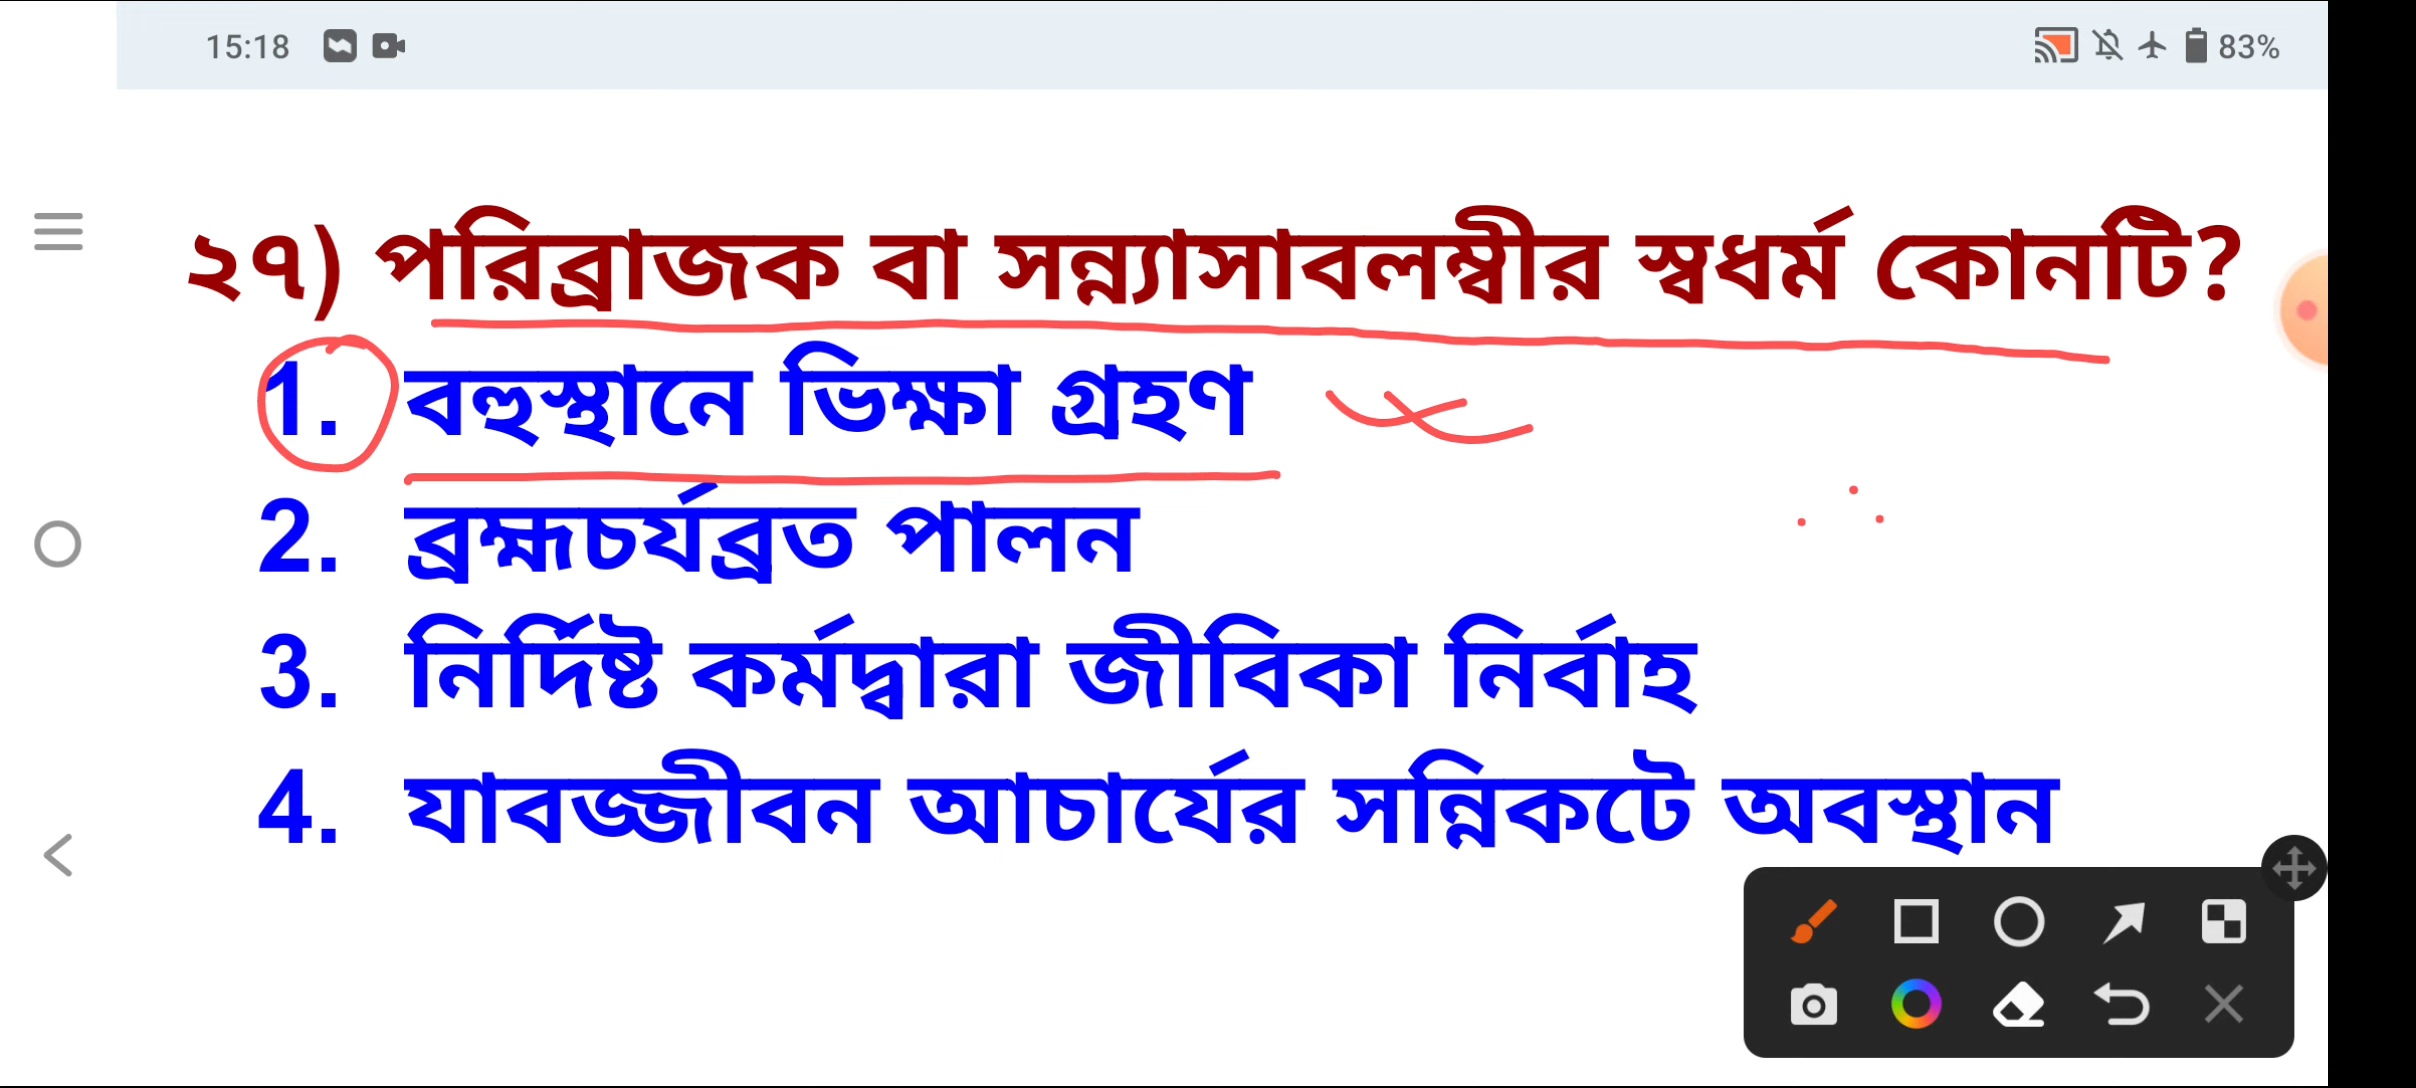 15:18
83%
২৭) পরিব্রাজক বা সন্ন্যাসাবলম্বীর স্বধর্ম কোনটি?
1. বহুস্থানে ভিক্ষা গ্রহণ
2. ব্রহ্মচর্যব্রত পালন
3. নির্দিষ্ট কর্মদ্বারা জীবিকা নির্বাহ
4. যাবজ্জীবন আচার্যের সন্নিকটে অবস্থান